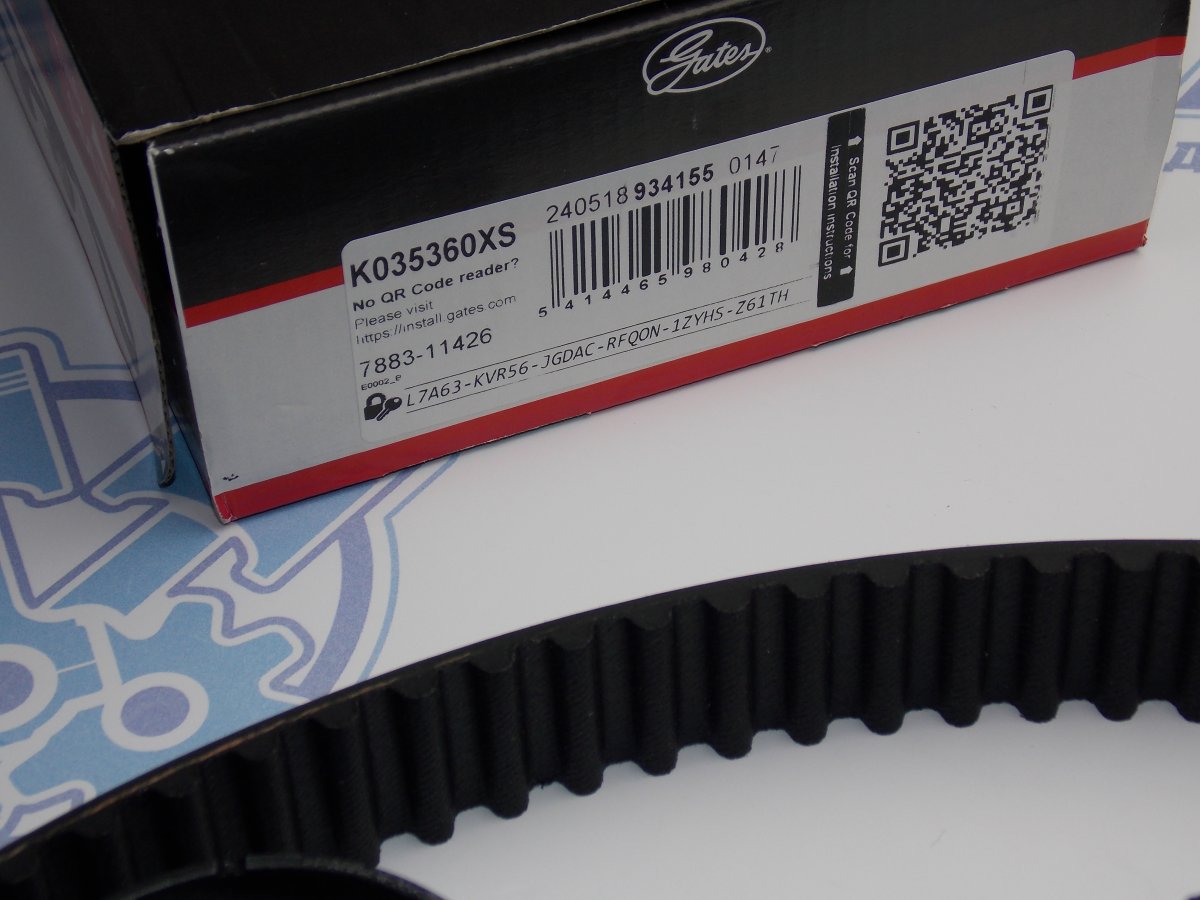 Gates®
K035360XS
No QR Code reader?
Please visit
https://install.gates.com
7883-11426
E0002_P
L7A63-KVR56-JGDAC-RFQON-1ZYHS-Z61TH
240518 934155 0147
5 414465 980428
Scan QR Code for
installation instructions